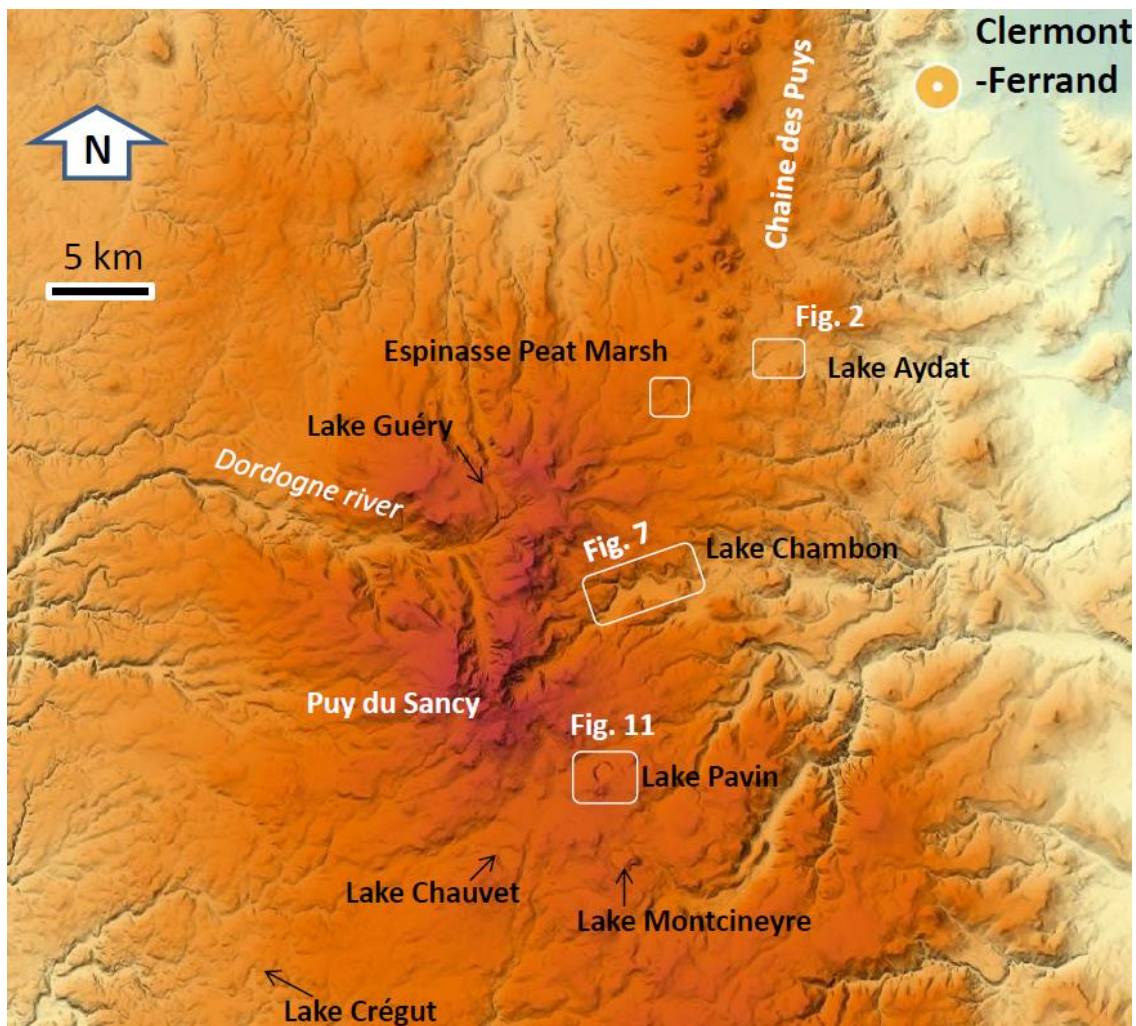 Clermont
-Ferrand
N
Chaine des Puys
5 km
Fig. 2
Espinasse Peat Marsh
Lake Aydat
Lake Guéry
Dordogne river
Fig. 7
Lake Chambon
Puy du Sancy
Fig. 11
Lake Pavin
Lake Chauvet
Lake Montcineyre
Lake Crégut